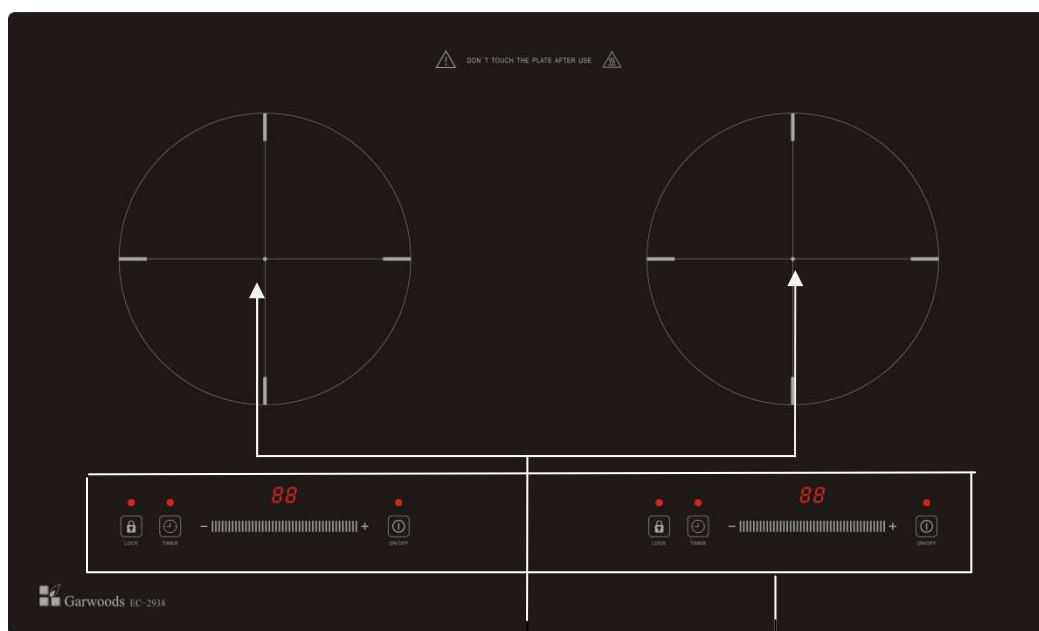 DON'T TOUCH THE PLATE AFTER USE
88 88
− + − +
LOCK TIMER ON/OFF LOCK TIMER ON/OFF
Garwoods EC-2938